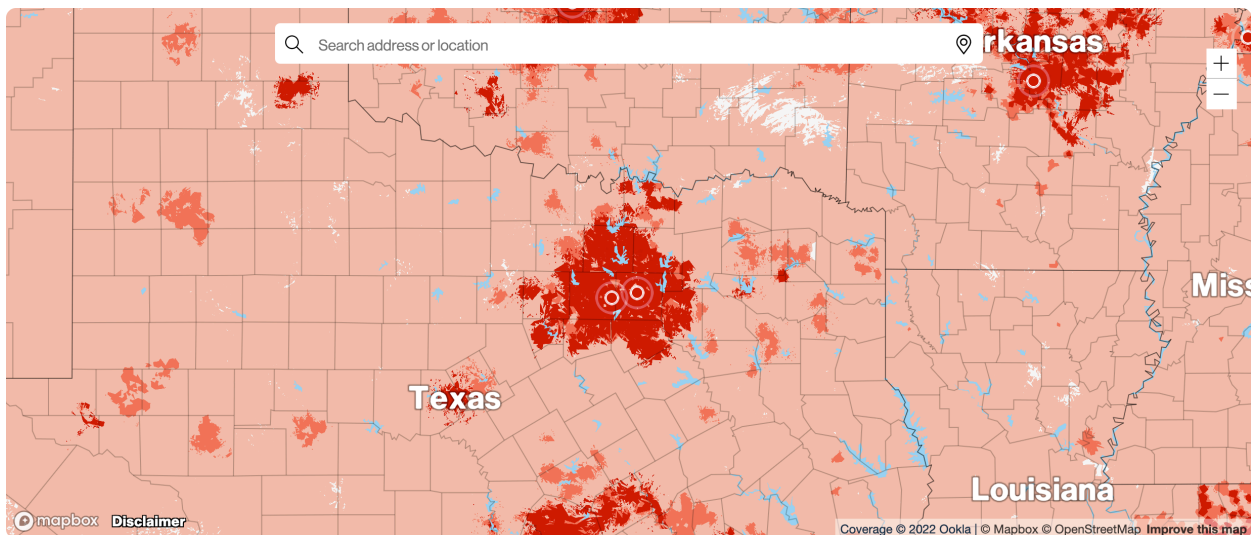 Search address or location
rkansas
Miss
Texas
Louisiana
mapbox Disclaimer
Coverage © 2022 Ookla | © Mapbox © OpenStreetMap Improve this map